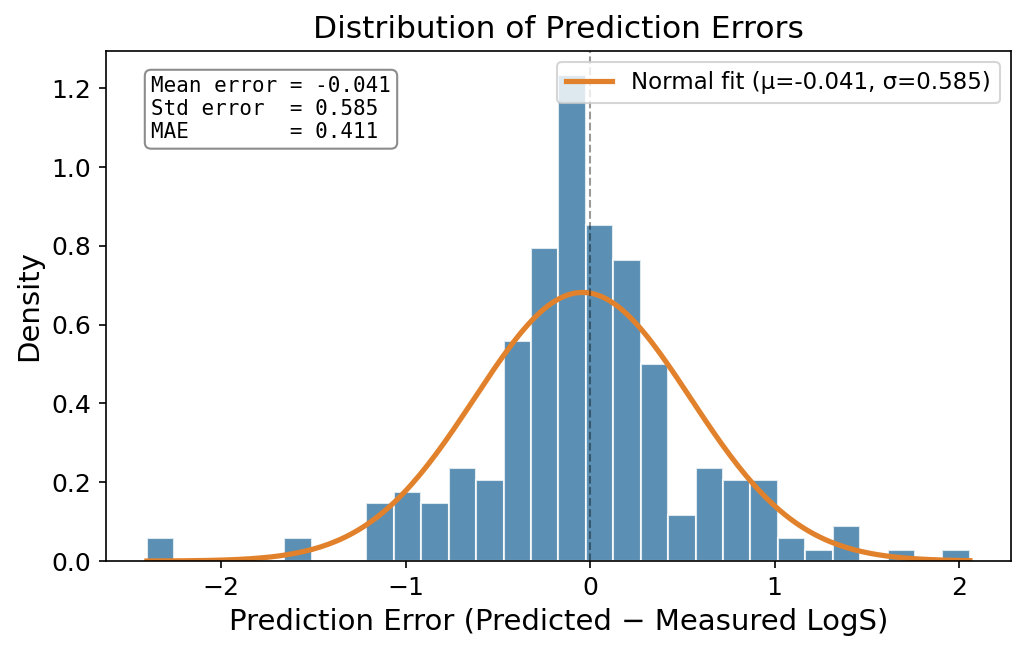 Distribution of Prediction Errors
Mean error = -0.041
Std error  = 0.585
MAE        = 0.411
Normal fit (μ=-0.041, σ=0.585)
Density
1.2
1.0
0.8
0.6
0.4
0.2
0.0
−2
−1
0
1
2
Prediction Error (Predicted − Measured LogS)